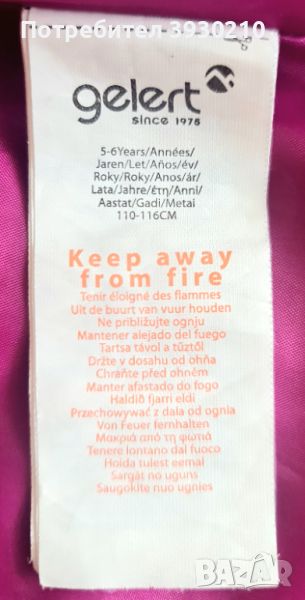 Потребител 3930210
gelert
since 1975
5-6Years/Années/
Jaren/Let/Años/év/
Roky/Roky/Anos/ár/
Lata/Jahre/έτη/Anni/
Aastat/Gadi/Metai
110-116CM
Keep away
from fire
Tenir éloigné des flammes
Uit de buurt van vuur houden
Ne približujte ognju
Mantener alejado del fuego
Tartsa távol a tűztől
Držte v dosahu od ohňa
Chraňte před ohněm
Manter afastado do fogo
Haldið fjarri eldi
Przechowywać z dala od ognia
Von Feuer fernhalten
Μακριά από τη φωτιά
Tenere lontano dal fuoco
Hoida tulest eemal
Sargāt no uguns
Saugokite nuo ugnies
BAZAR
bg